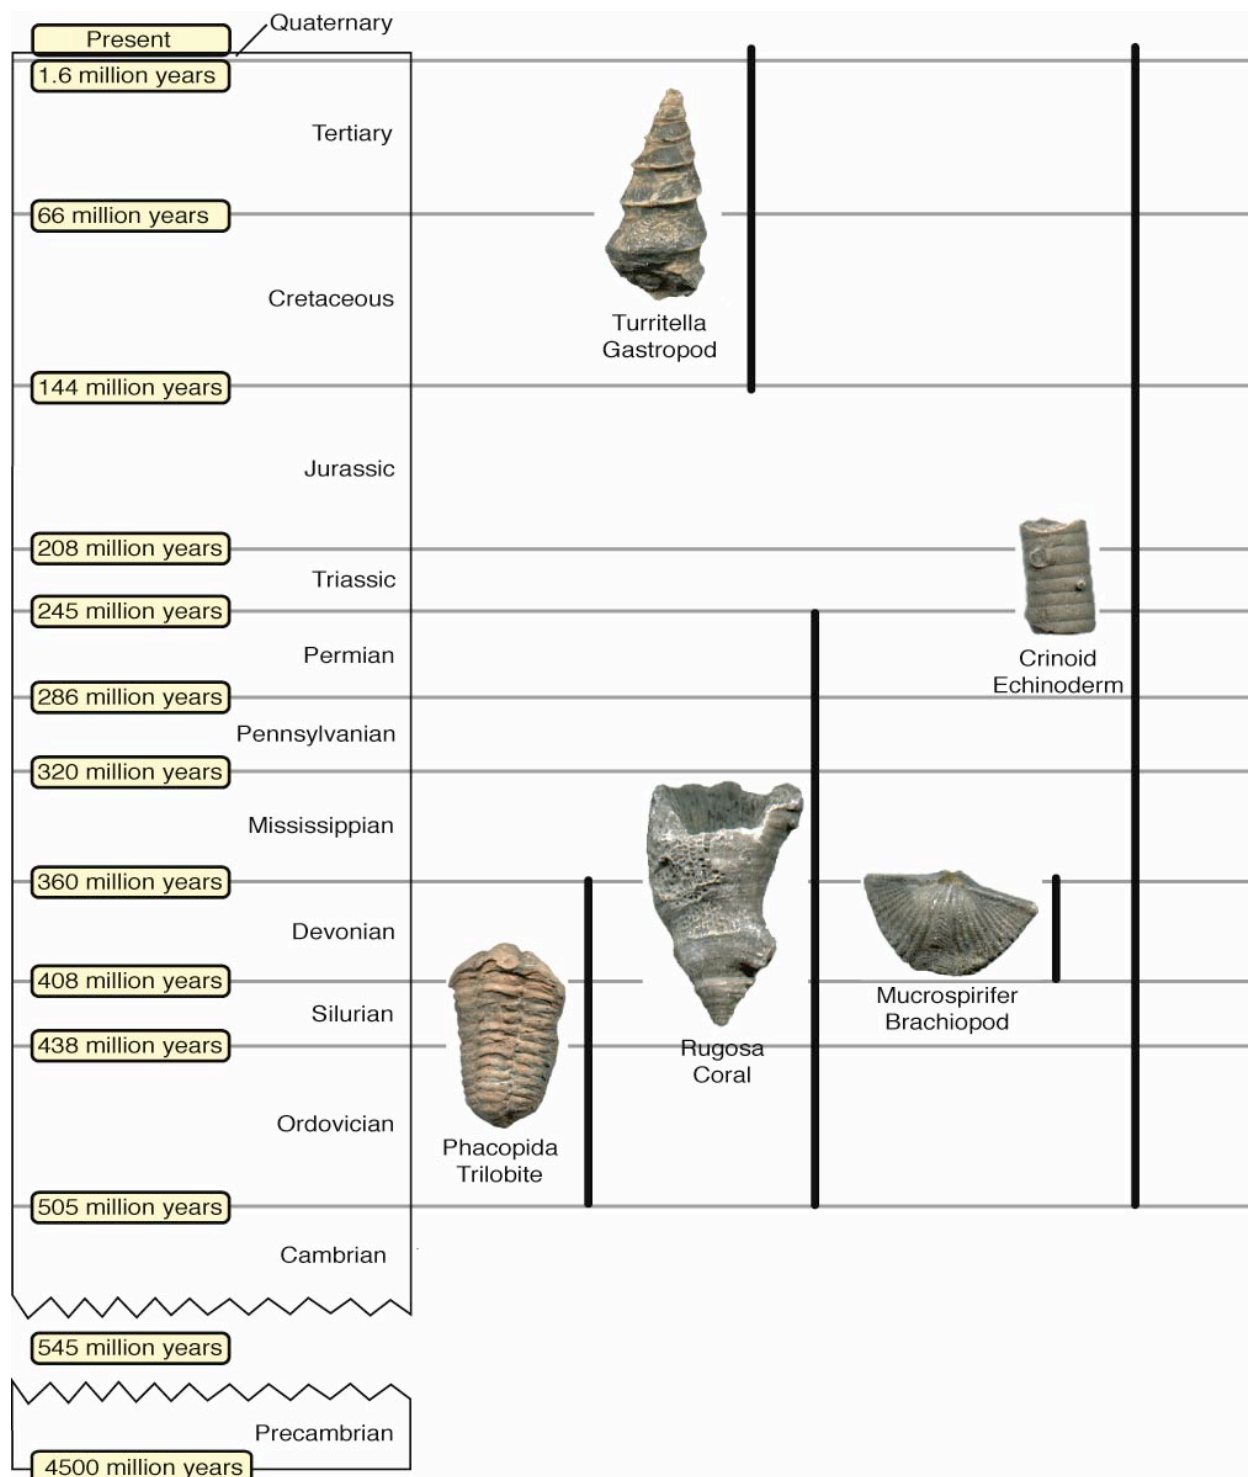 Quaternary
Present
1.6 million years
Tertiary
66 million years
Cretaceous
Turritella
Gastropod
144 million years
Jurassic
208 million years
Triassic
245 million years
Permian
Crinoid
Echinoderm
286 million years
Pennsylvanian
320 million years
Mississippian
360 million years
Devonian
408 million years
Mucrospirifer
Brachiopod
Silurian
438 million years
Rugosa
Coral
Ordovician
Phacopida
Trilobite
505 million years
Cambrian
545 million years
Precambrian
4500 million years